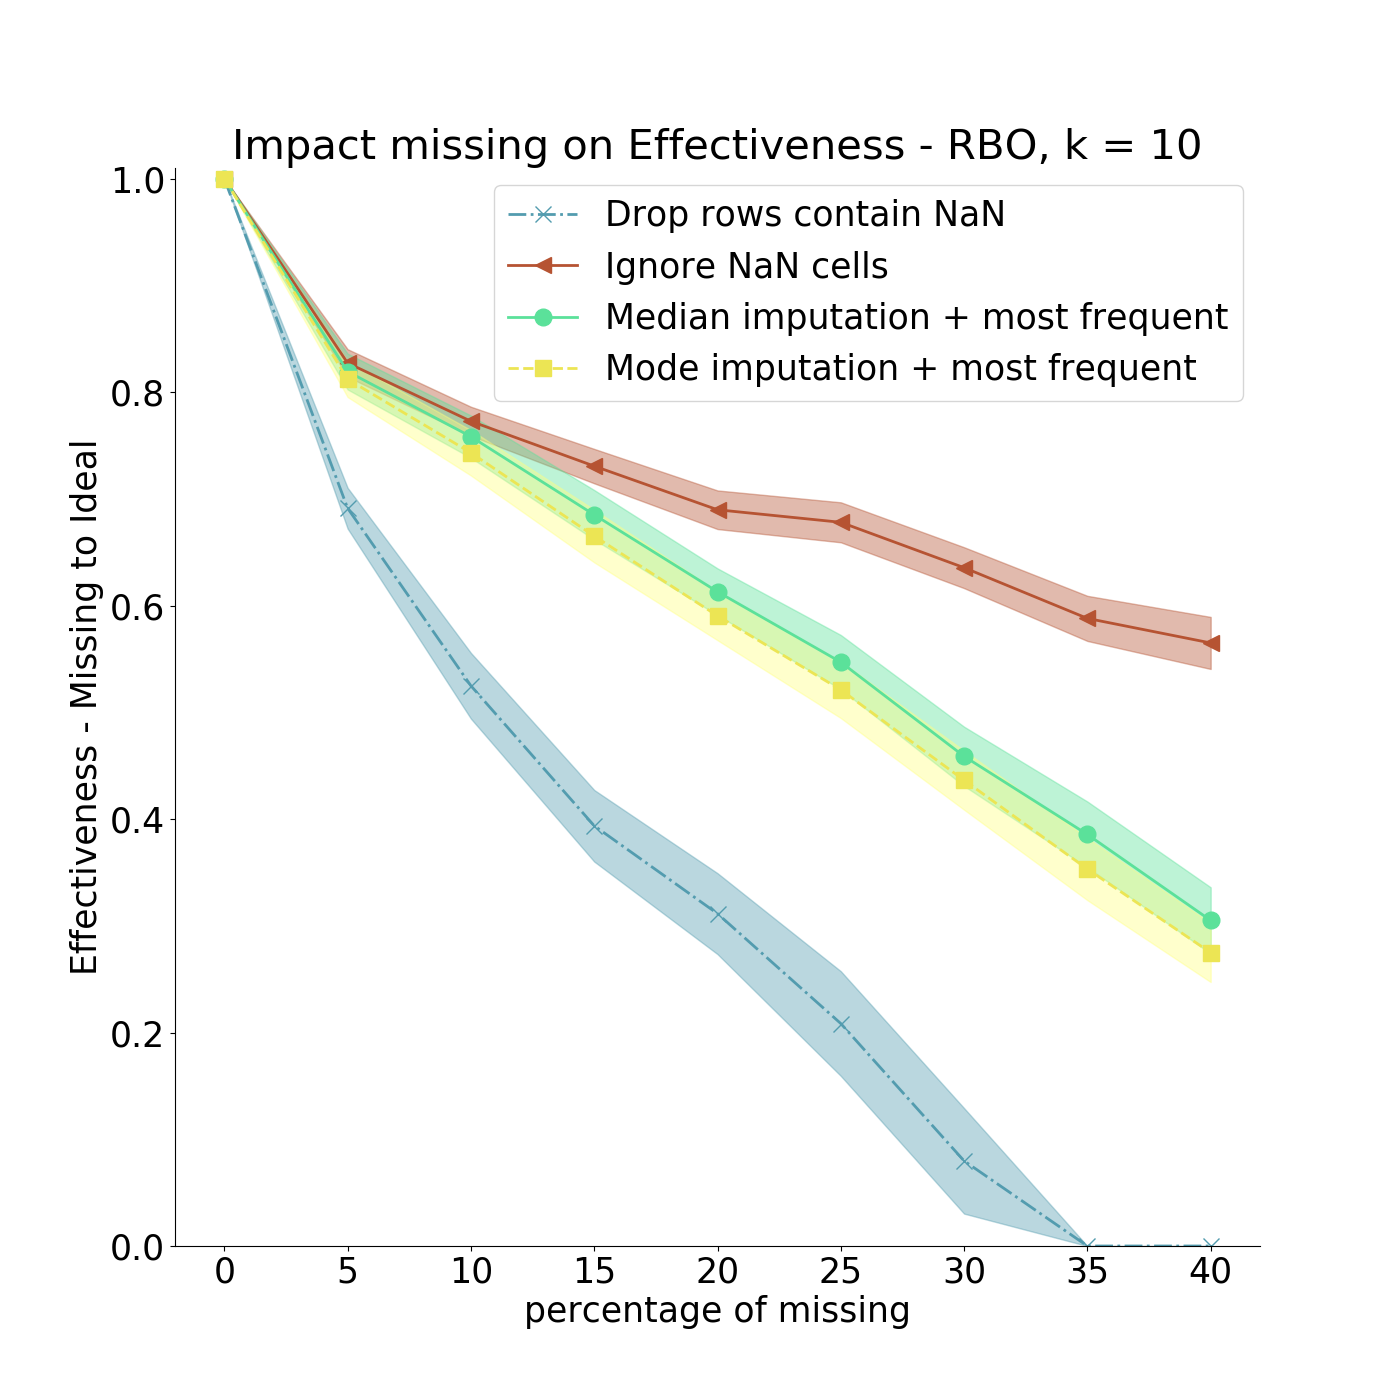 Impact missing on Effectiveness - RBO, k = 10
Drop rows contain NaN
Ignore NaN cells
Median imputation + most frequent
Mode imputation + most frequent
Effectiveness - Missing to Ideal
1.0
0.8
0.6
0.4
0.2
0.0
0 5 10 15 20 25 30 35 40
percentage of missing